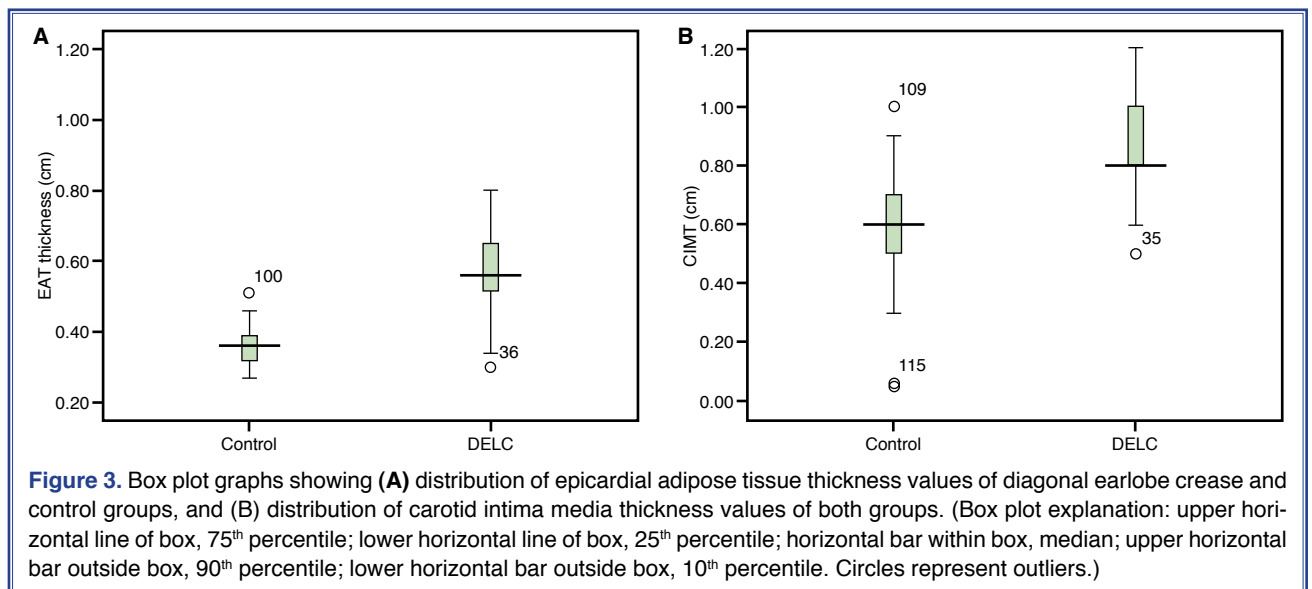 A
B
1.20
1.00
0.80
0.60
0.40
0.20
EAT thickness (cm)
100
36
Control
DELC
1.20
1.00
0.80
0.60
0.40
0.20
0.00
CIMT (cm)
109
115
35
Control
DELC
Figure 3. Box plot graphs showing (A) distribution of epicardial adipose tissue thickness values of diagonal earlobe crease and
control groups, and (B) distribution of carotid intima media thickness values of both groups. (Box plot explanation: upper hori-
zontal line of box, 75th percentile; lower horizontal line of box, 25th percentile; horizontal bar within box, median; upper horizontal
bar outside box, 90th percentile; lower horizontal bar outside box, 10th percentile. Circles represent outliers.)